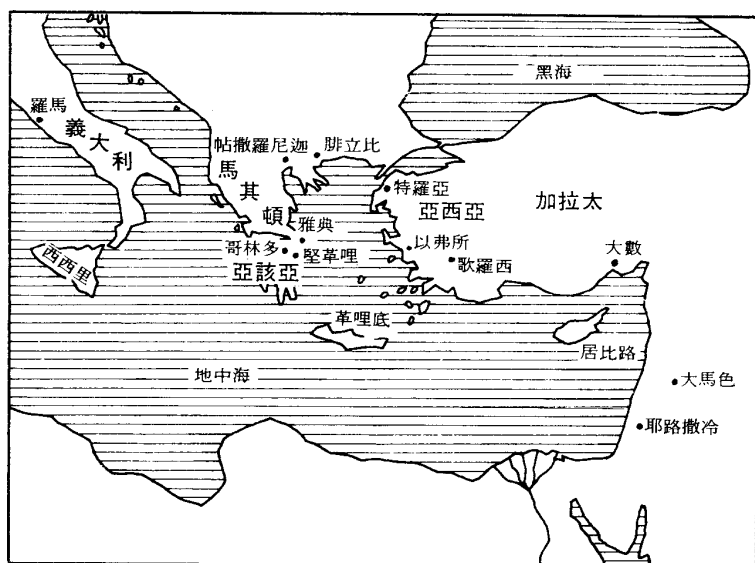 黑海
羅馬
義大利
帖撒羅尼迦
腓立比
馬其頓
特羅亞
亞西亞
加拉太
雅典
哥林多
堅革哩
亞該亞
以弗所
歌羅西
大數
西西里
革哩底
居比路
地中海
大馬色
耶路撒冷